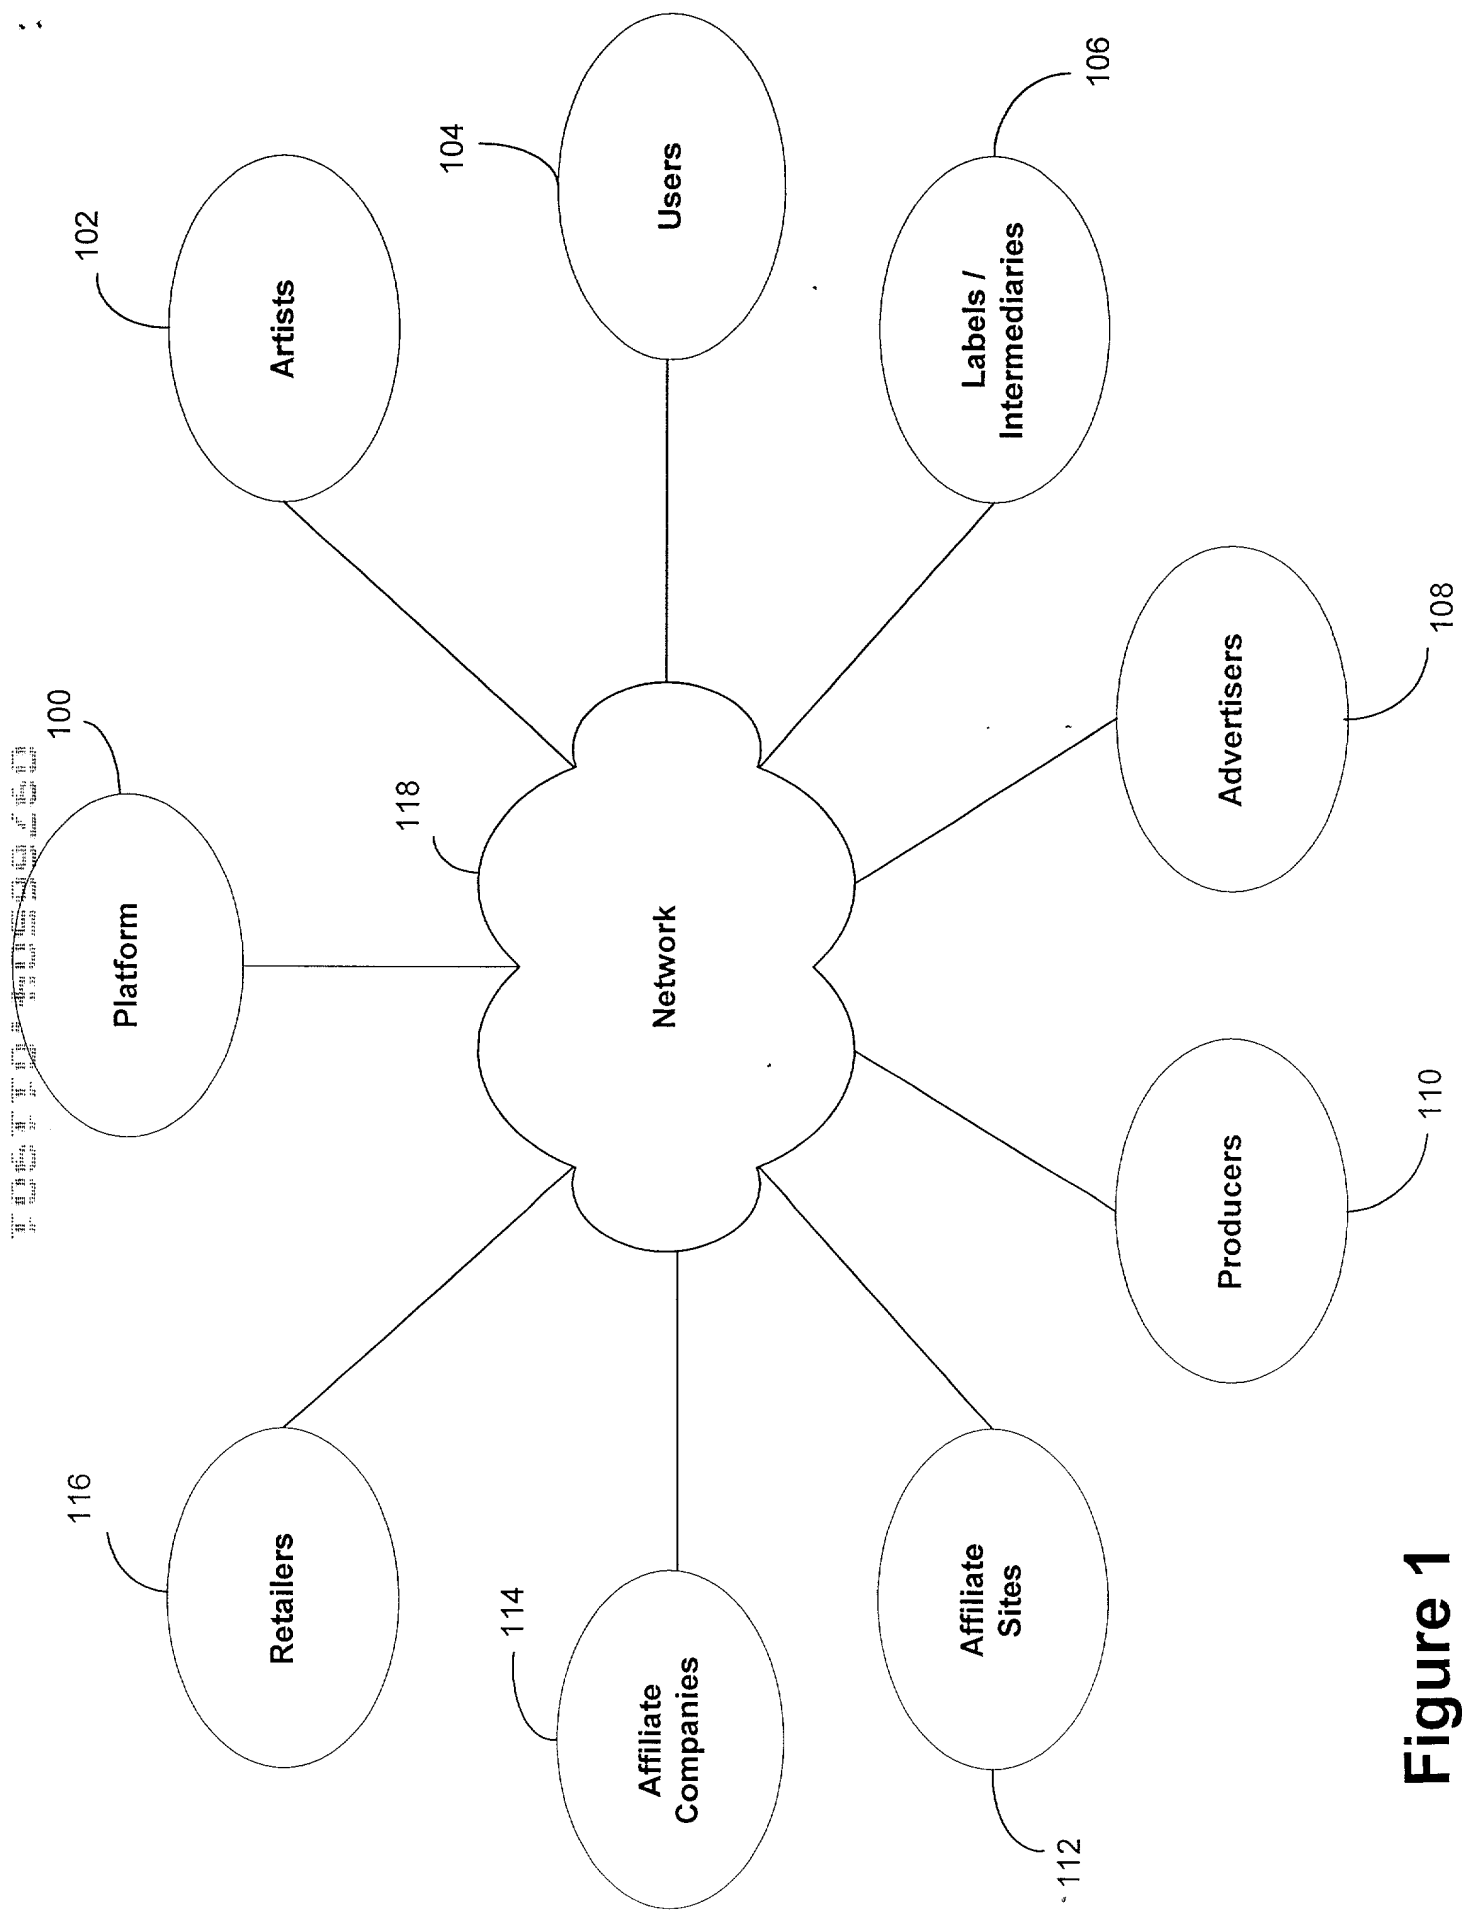 100
Platform
102
Artists
116
Retailers
118
Network
104
Users
114
Affiliate
Companies
106
Labels /
Intermediaries
112
Affiliate
Sites
110
Producers
108
Advertisers
Figure 1